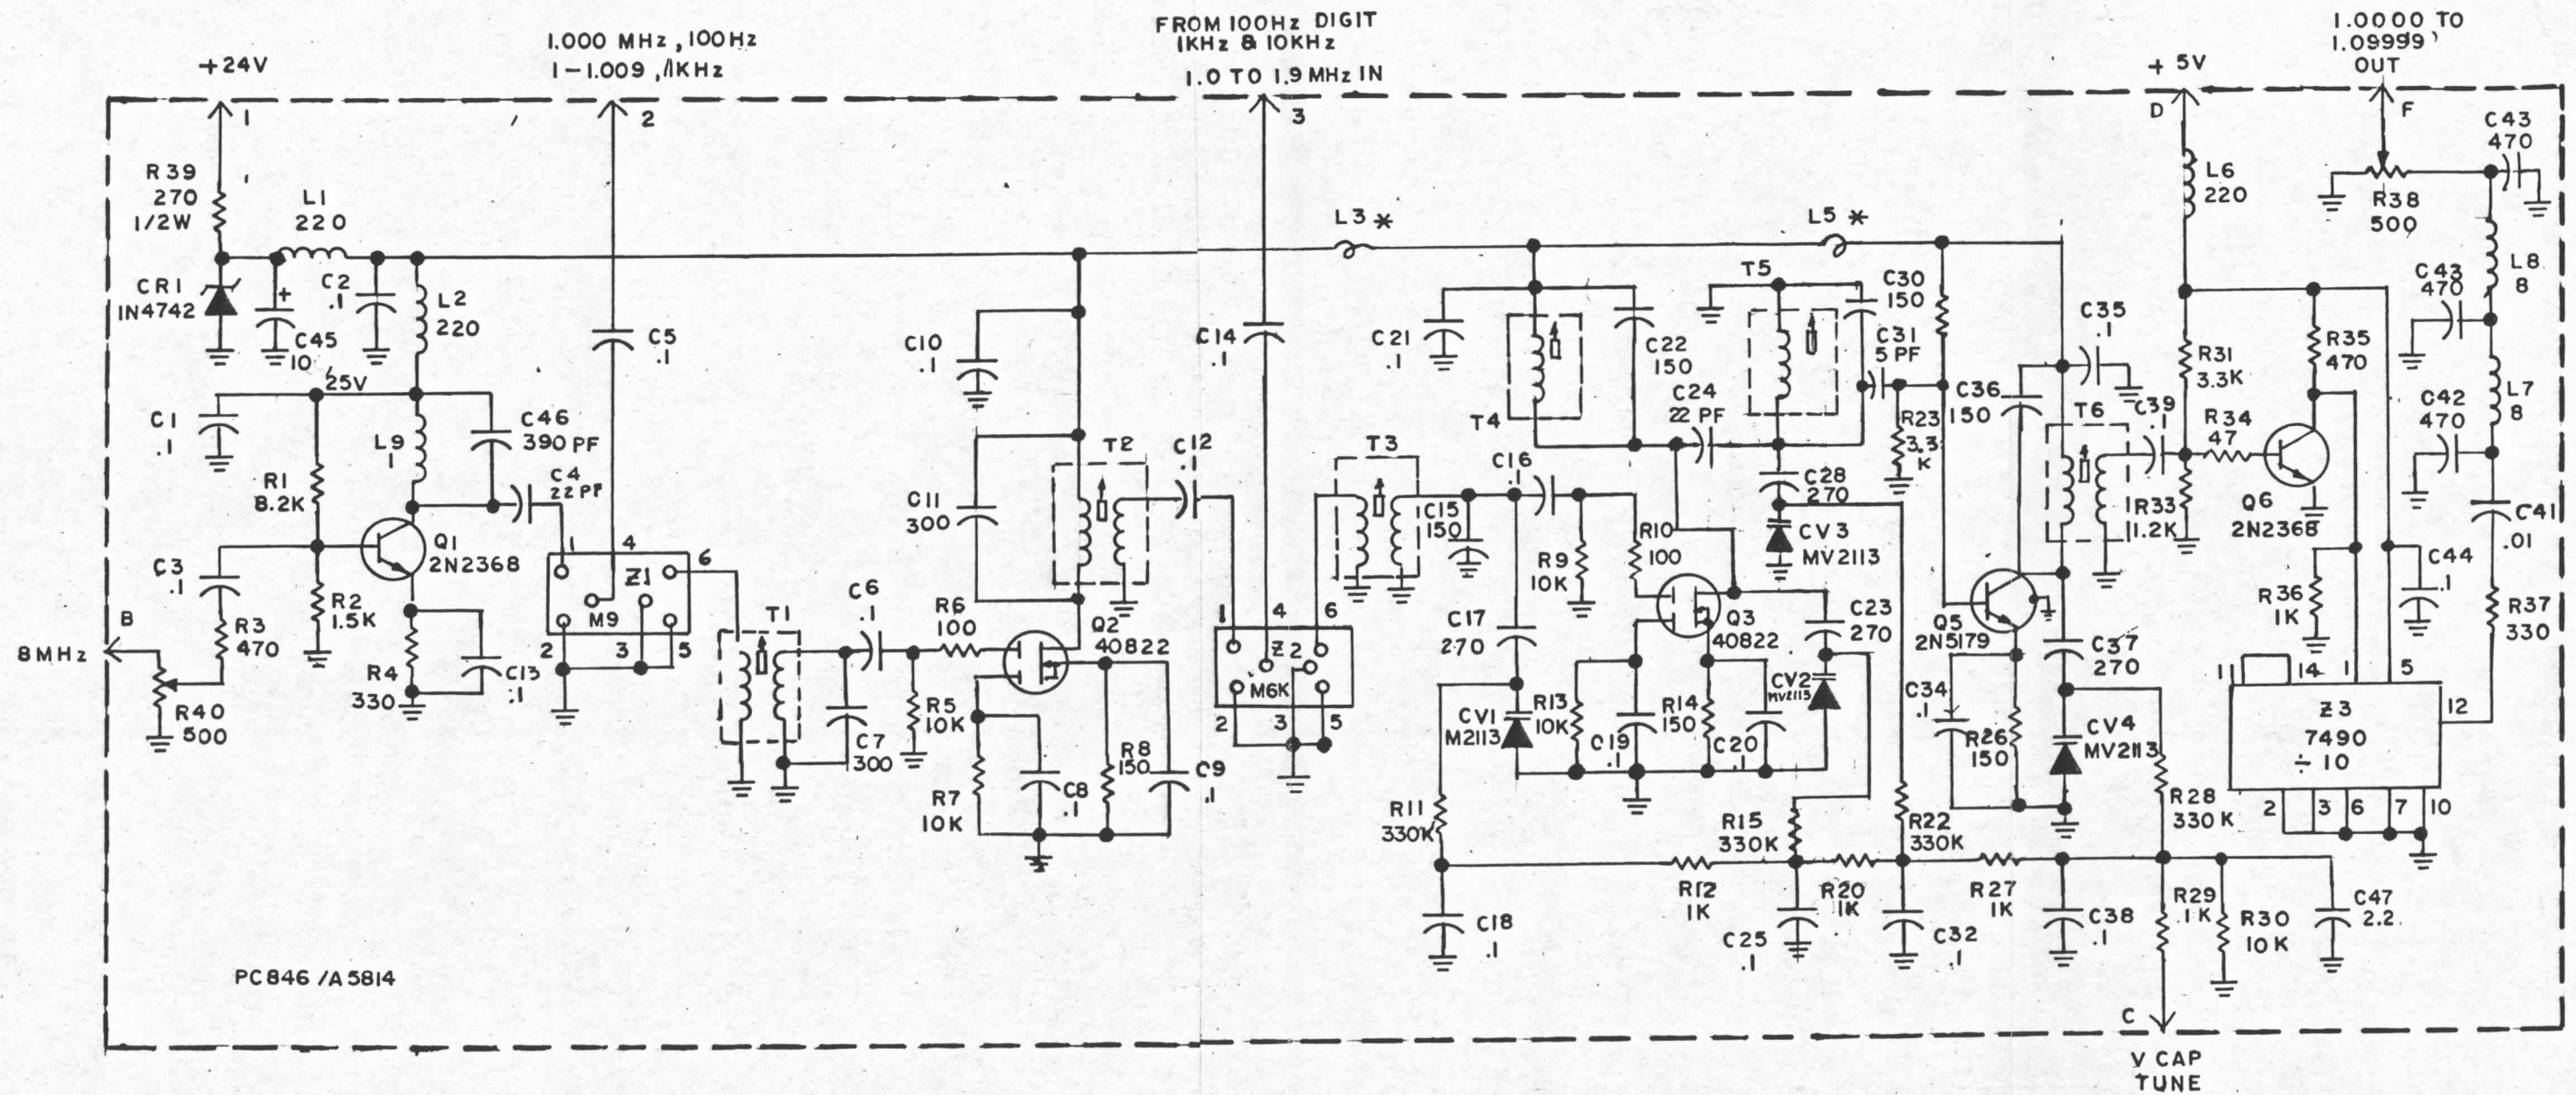 +24V
1
1.000 MHz, 100Hz
1-1.009, /1KHz
2
FROM 100Hz DIGIT
1KHz & 10KHz
1.0 TO 1.9 MHz IN
3
+ 5V
D
1.0000 TO
1.09999
OUT
F
R39
270
1/2W
L1
220
CR1
IN4742
+
C45
10
25V
C2
.1
L2
220
C1
.1
R1
8.2K
L9
1
C46
390 PF
C4
22 PF
Q1
2N2368
C3
.1
B
8MHz
R3
470
R2
1.5K
R4
330
C13
.1
R40
500
C5
.1
1
4
6
Z1
M9
2
3
5
T1
C6
.1
C7
300
R6
100
R5
10K
Q2
40822
R7
10K
C8
.1
R8
150
C9
.1
C10
.1
C11
300
T2
C12
.1
C14
.1
1
4
6
Z2
M6K
2
3
5
T3
L3 *
L5 *
C21
.1
T4
C22
150
C24
22 PF
T5
C30
150
C31
5 PF
R23
3.3
K
C16
.1
C15
150
R9
10K
R10
100
C28
270
CV3
MV2113
C17
270
Q3
40822
C23
270
CV1
M2113
R13
10K
C19
.1
R14
150
C20
.1
CV2
MV2113
R11
330K
R15
330K
R22
330K
R12
1K
R20
1K
R27
1K
C18
.1
C25
.1
C32
.1
C38
.1
C36
150
C35
.1
T6
C39
.1
Q5
2N5179
C34
.1
R26
150
C37
270
CV4
MV2113
R28
330K
R29
.1K
R30
10K
C47
2.2
L6
220
R31
3.3K
R34
47
R33
1.2K
Q6
2N2368
R35
470
R36
1K
R38
500
C43
470
L8
8
C43
470
L7
8
C42
470
C41
.01
C44
.1
R37
330
11
14
1
5
12
Z3
7490
÷ 10
2
3
6
7
10
PC846 /A5814
C
V CAP
TUNE